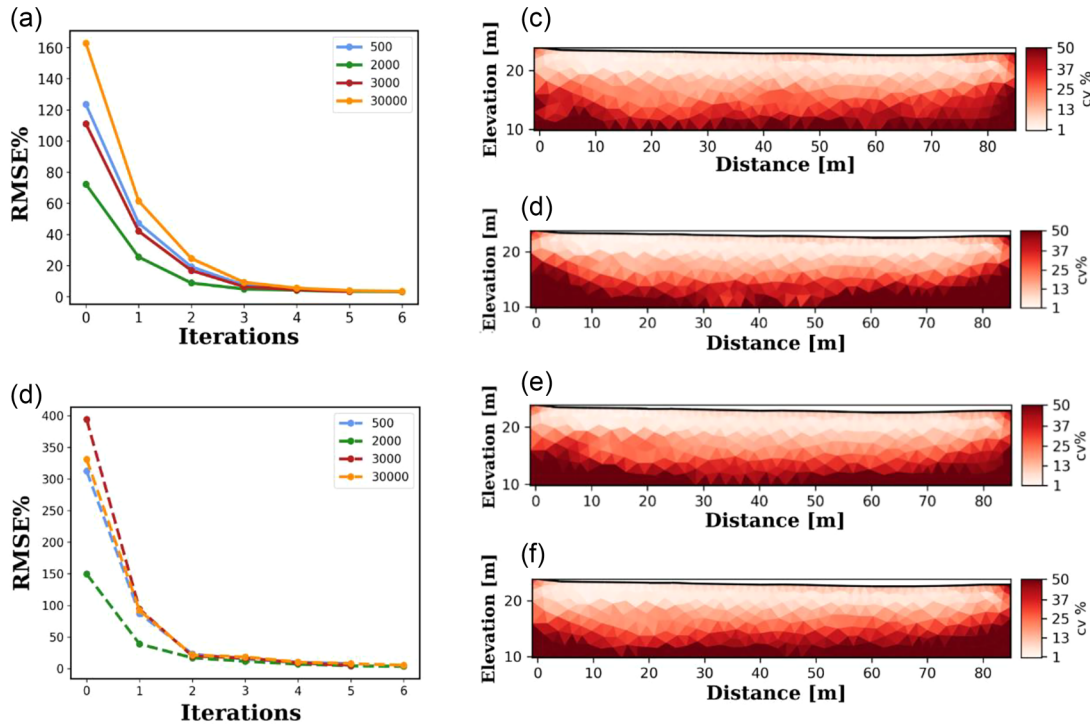 (a)
RMSE%
160
140
120
100
80
60
40
20
0
0 1 2 3 4 5 6
Iterations
500
2000
3000
30000
(d)
RMSE%
400
350
300
250
200
150
100
50
0
0 1 2 3 4 5 6
Iterations
500
2000
3000
30000
(c)
Elevation [m]
20
10
0 10 20 30 40 50 60 70 80
Distance [m]
50
37
25
13
1
cv%
(d)
Elevation [m]
20
10
0 10 20 30 40 50 60 70 80
Distance [m]
50
37
25
13
1
cv%
(e)
Elevation [m]
20
10
0 10 20 30 40 50 60 70 80
Distance [m]
50
37
25
13
1
cv%
(f)
Elevation [m]
20
10
0 10 20 30 40 50 60 70 80
Distance [m]
50
37
25
13
1
cv%